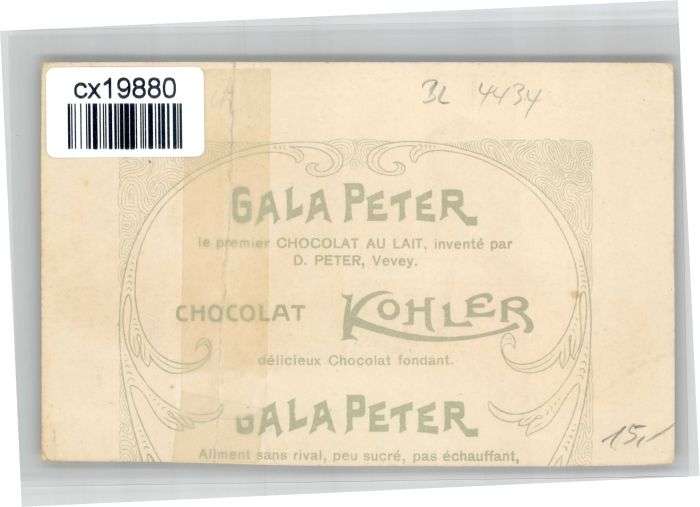 cx19880
BL 4434
GALA PETER
le premier CHOCOLAT AU LAIT, inventé par
D. PETER, Vevey.
CHOCOLAT KOHLER
délicieux Chocolat fondant.
GALA PETER
Aliment sans rival, peu sucré, pas échauffant,
15,-